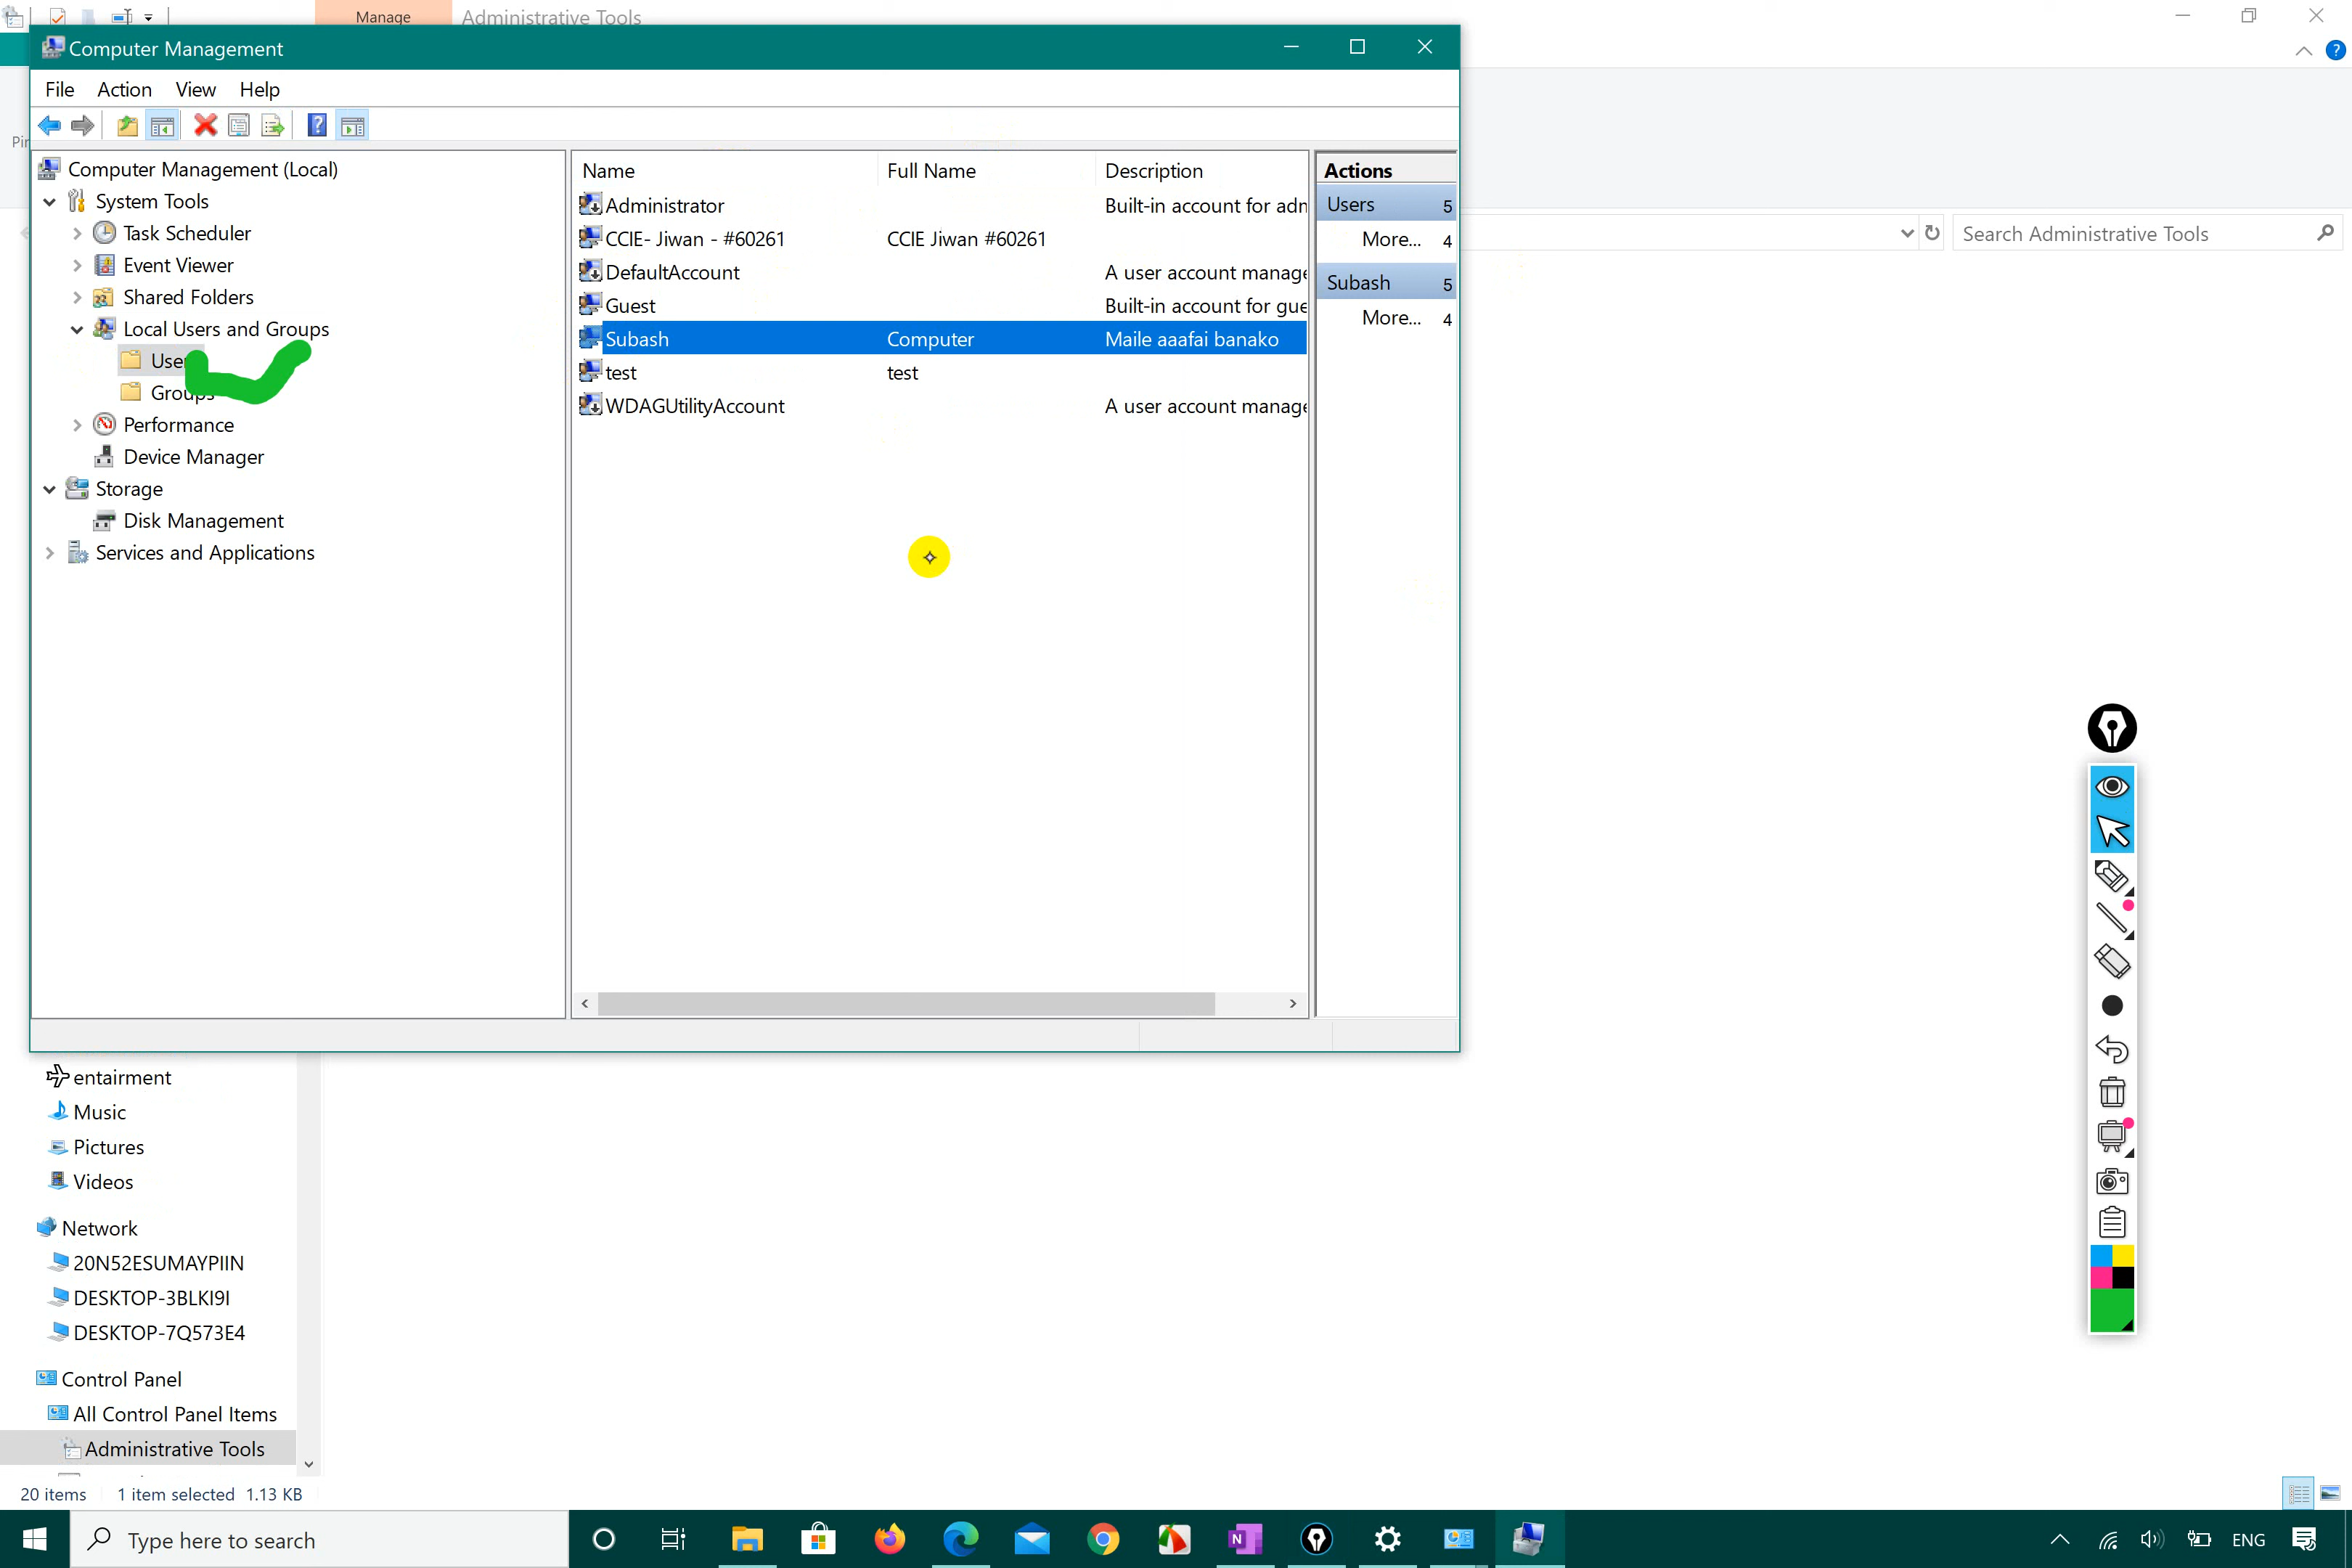 Manage
Administrative Tools
Computer Management
File Action View Help
Computer Management (Local)
System Tools
Task Scheduler
Event Viewer
Shared Folders
Local Users and Groups
Performance
Device Manager
Storage
Disk Management
Services and Applications
Name Full Name Description
Administrator Built-in account for
CCIE- Jiwan - #60261 CCIE Jiwan #60261
DefaultAccount A user account
Guest Built-in account for
Subash Computer Maile aaafai banako
test test
WDAGUtilityAccount A user account
Actions
Users 5
More... 4
Subash 5
More... 4
Search Administrative Tools
entairment
Music
Pictures
Videos
Network
20N52ESUMAYPIIN
DESKTOP-3BLKI9I
DESKTOP-7Q573E4
Control Panel
All Control Panel Items
Administrative Tools
20 items 1 item selected 1.13 KB
Type here to search
ENG